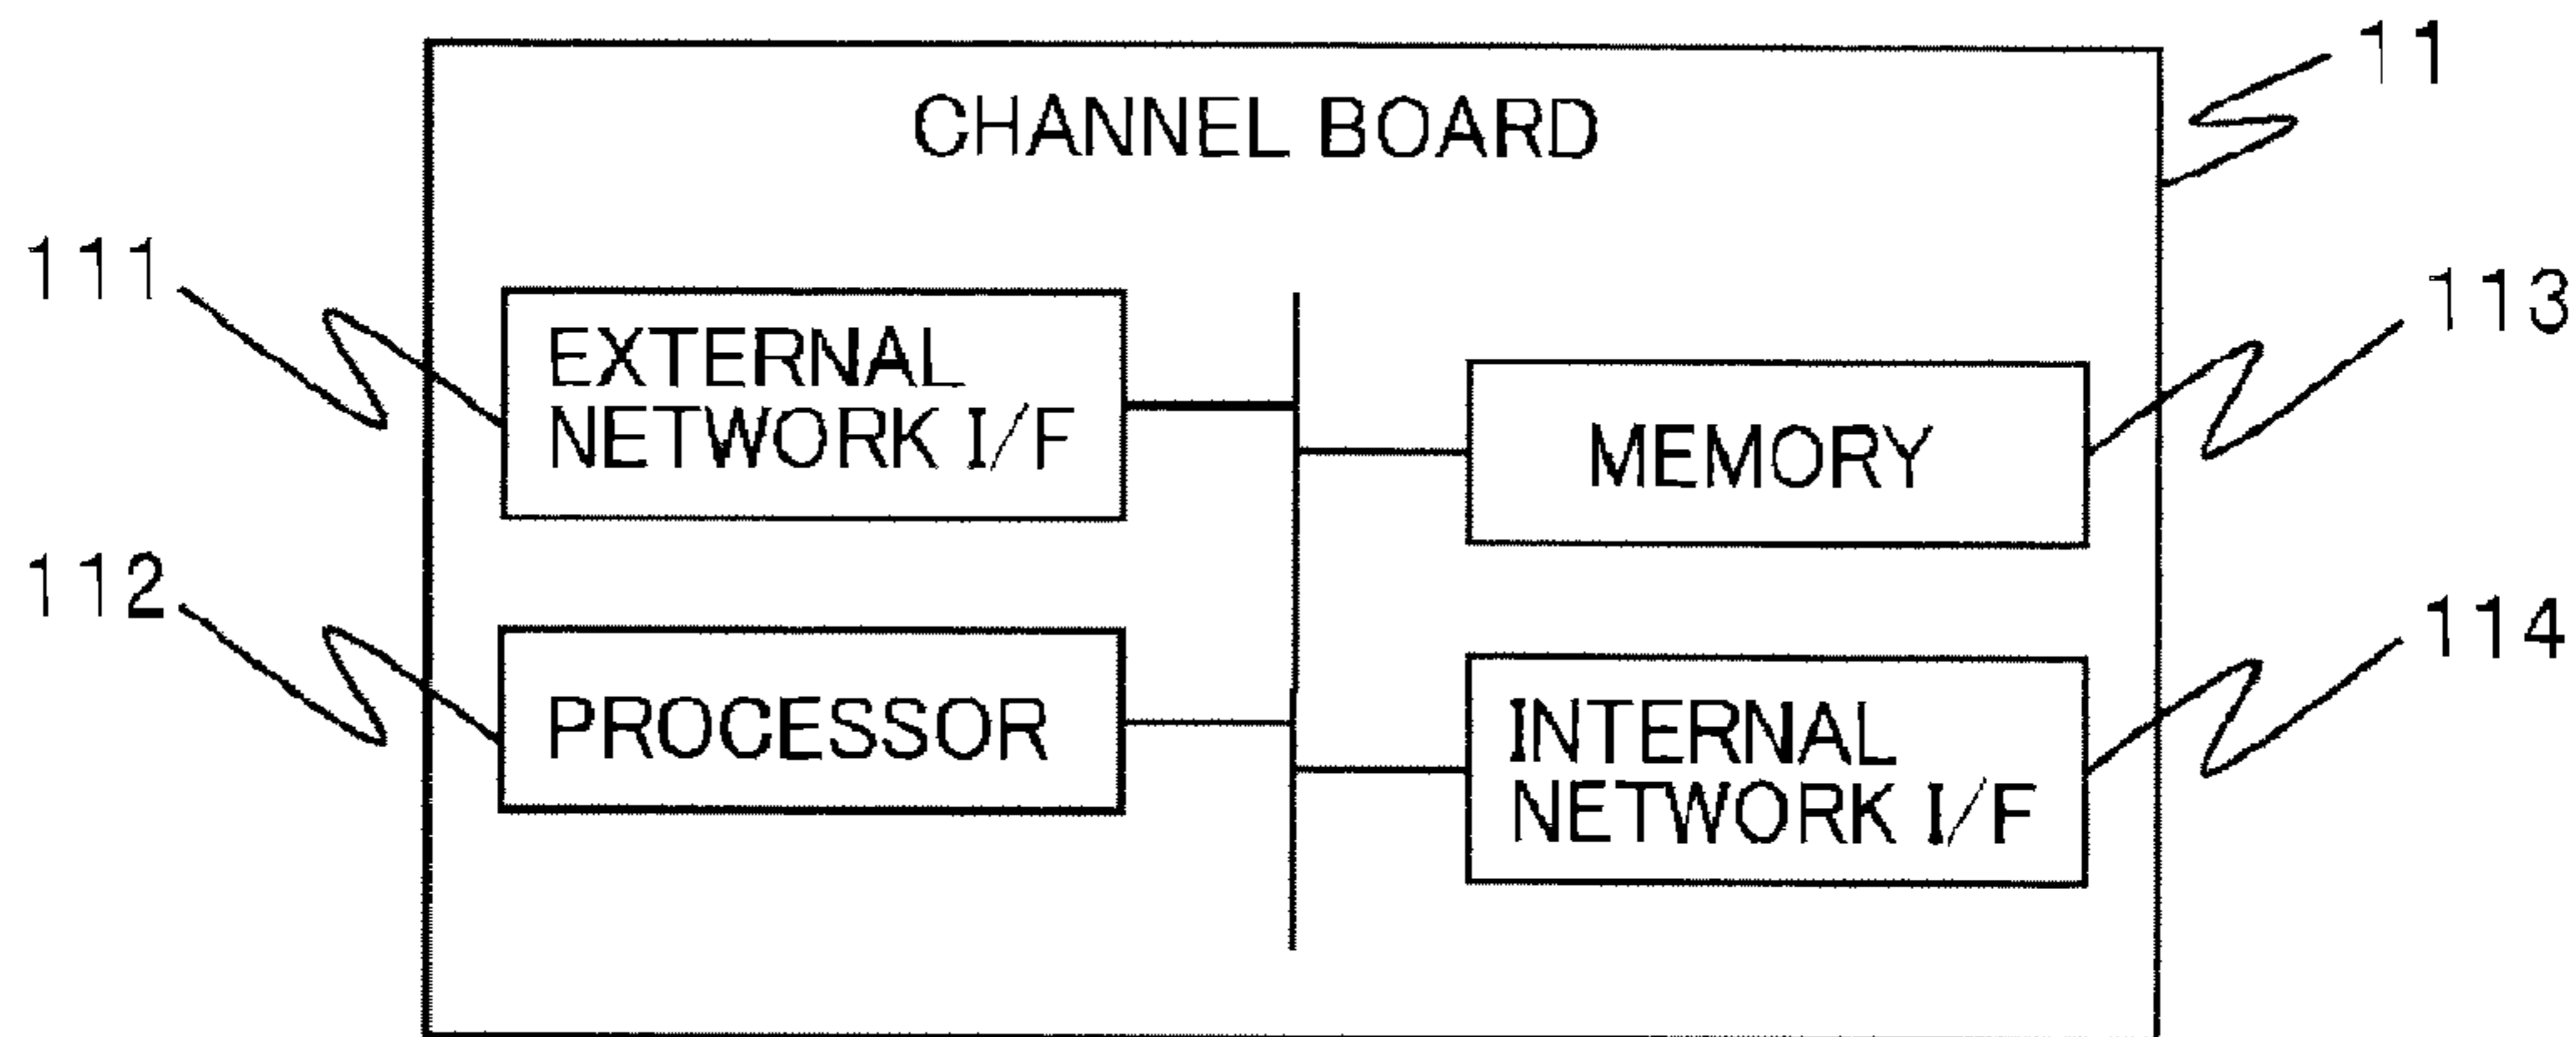 CHANNEL BOARD
11
111
EXTERNAL
NETWORK I/F
113
MEMORY
112
PROCESSOR
114
INTERNAL
NETWORK I/F